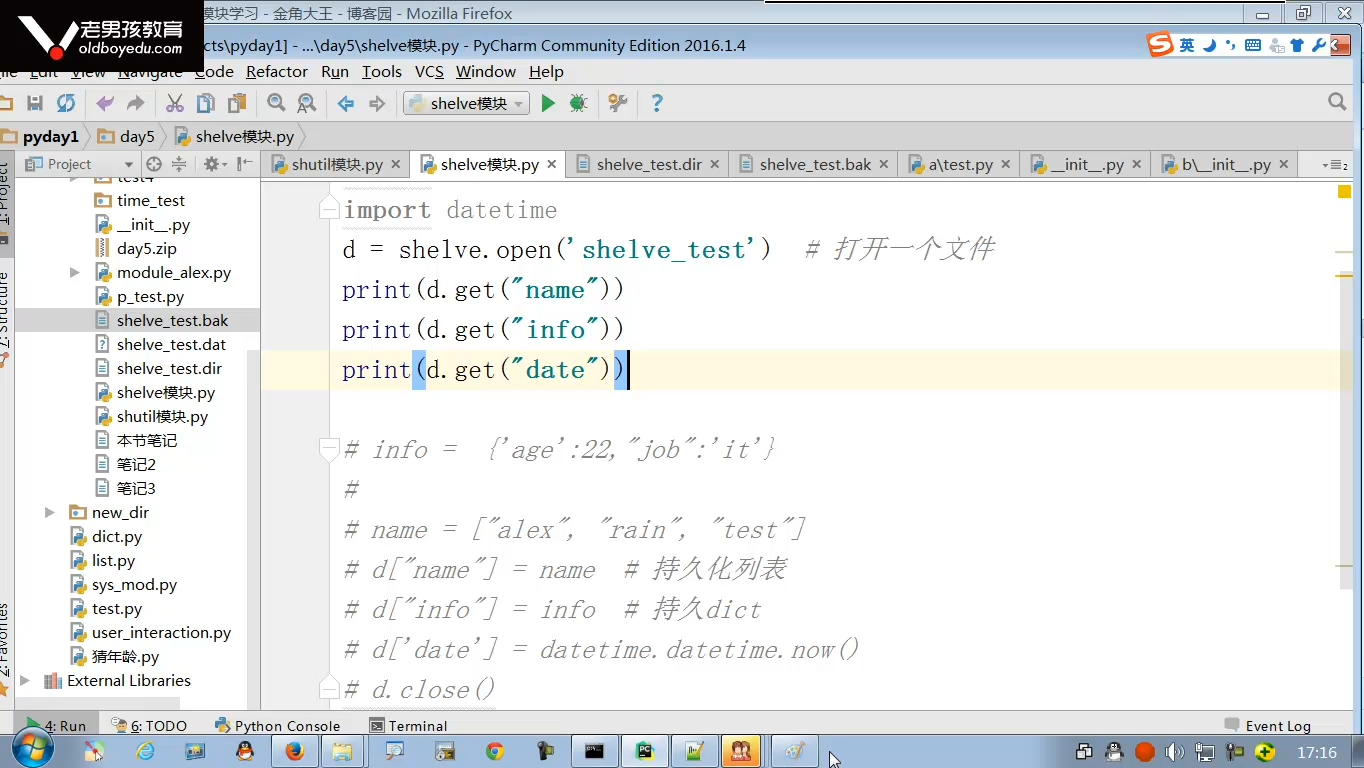 模块学习 - 金角大王 - 博客园 - Mozilla Firefox
老男孩教育
oldboyedu.com
cts\pyday1] - ...\day5\shelve模块.py - PyCharm Community Edition 2016.1.4
英
Edit View Navigate Code Refactor Run Tools VCS Window Help
shelve模块
pyday1 day5 shelve模块.py
Project
shutil模块.py shelve模块.py shelve_test.dir shelve_test.bak a\test.py __init__.py b\__init__.py
1: Project
7: Structure
2: Favorites
test4
time_test
__init__.py
day5.zip
module_alex.py
p_test.py
shelve_test.bak
shelve_test.dat
shelve_test.dir
shelve模块.py
shutil模块.py
本节笔记
笔记2
笔记3
new_dir
dict.py
list.py
sys_mod.py
test.py
user_interaction.py
猜年龄.py
External Libraries
import datetime
d = shelve.open('shelve_test')  # 打开一个文件
print(d.get("name"))
print(d.get("info"))
print(d.get("date"))
# info =  {'age':22,"job":'it'}
#
# name = ["alex", "rain", "test"]
# d["name"] = name  # 持久化列表
# d["info"] = info  # 持久dict
# d['date'] = datetime.datetime.now()
# d.close()
4: Run 6: TODO Python Console Terminal Event Log
17:16